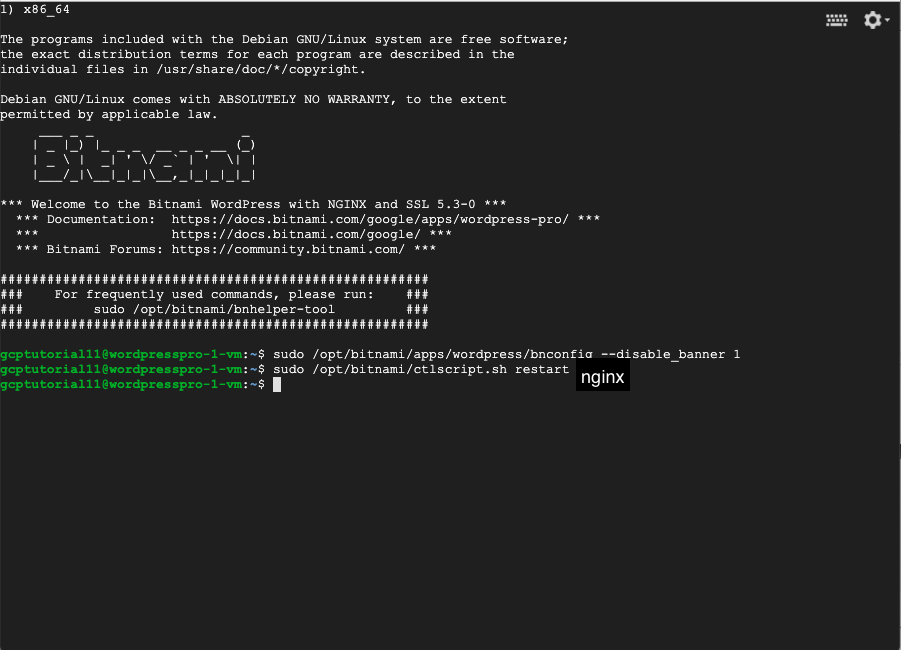 1) x86_64
The programs included with the Debian GNU/Linux system are free software;
the exact distribution terms for each program are described in the
individual files in /usr/share/doc/*/copyright.
Debian GNU/Linux comes with ABSOLUTELY NO WARRANTY, to the extent
permitted by applicable law.
Bitnami
*** Welcome to the Bitnami WordPress with NGINX and SSL 5.3-0 ***
*** Documentation: https://docs.bitnami.com/google/apps/wordpress-pro/ ***
*** https://docs.bitnami.com/google/ ***
*** Bitnami Forums: https://community.bitnami.com/ ***
#######################################################
### For frequently used commands, please run: ###
### sudo /opt/bitnami/bnhelper-tool ###
#######################################################
gcptutorial11@wordpresspro-1-vm:~$ sudo /opt/bitnami/apps/wordpress/bnconfig --disable_banner 1
gcptutorial11@wordpresspro-1-vm:~$ sudo /opt/bitnami/ctlscript.sh restart nginx
gcptutorial11@wordpresspro-1-vm:~$